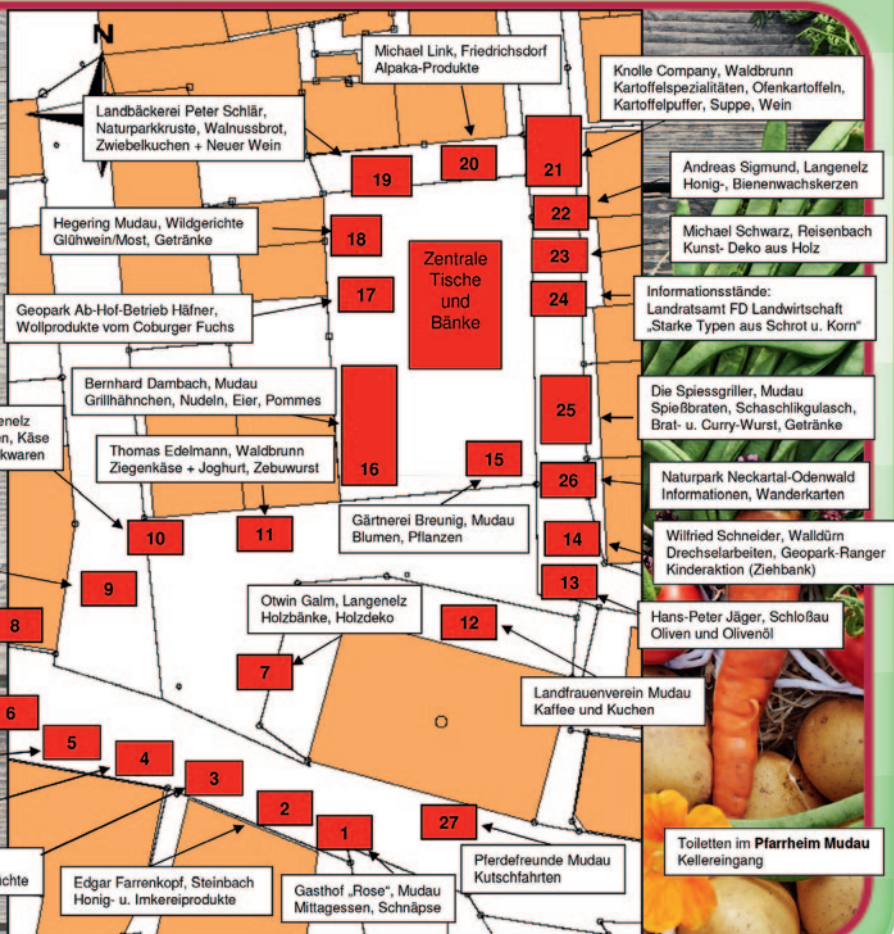 N
Michael Link, Friedrichsdorf
Alpaka-Produkte
Knolle Company, Waldbrunn
Kartoffelspezialitäten, Ofenkartoffeln,
Kartoffelpuffer, Suppe, Wein
Landbäckerei Peter Schlär,
Naturparkkruste, Walnussbrot,
Zwiebelkuchen + Neuer Wein
19
20
21
Andreas Sigmund, Langenelz
Honig-, Bienenwachskerzen
22
Hegering Mudau, Wildgerichte
Glühwein/Most, Getränke
18
Michael Schwarz, Reisenbach
Kunst- Deko aus Holz
23
Zentrale
Tische
und
Bänke
Geopark Ab-Hof-Betrieb Häfner,
Wollprodukte vom Coburger Fuchs
17
24
Informationsstände:
Landratsamt FD Landwirtschaft
„Starke Typen aus Schrot u. Korn“
Bernhard Dambach, Mudau
Grillhähnchen, Nudeln, Eier, Pommes
16
25
Die Spiessgriller, Mudau
Spießbraten, Schaschlikgulasch,
Brat- u. Curry-Wurst, Getränke
enelz
en, Käse
kwaren
Thomas Edelmann, Waldbrunn
Ziegenkäse + Joghurt, Zebuwurst
15
26
Naturpark Neckartal-Odenwald
Informationen, Wanderkarten
10
11
Gärtnerei Breunig, Mudau
Blumen, Pflanzen
14
Wilfried Schneider, Walldürn
Drechselarbeiten, Geopark-Ranger
Kinderaktion (Ziehbank)
9
13
Otwin Galm, Langenelz
Holzbänke, Holzdeko
12
Hans-Peter Jäger, Schloßau
Oliven und Olivenöl
8
7
Landfrauenverein Mudau
Kaffee und Kuchen
6
5
4
3
2
1
27
Toiletten im Pfarrheim Mudau
Kellereingang
Pferdefreunde Mudau
Kutschfahrten
üchte
Edgar Farrenkopf, Steinbach
Honig- u. Imkereiprodukte
Gasthof „Rose“, Mudau
Mittagessen, Schnäpse